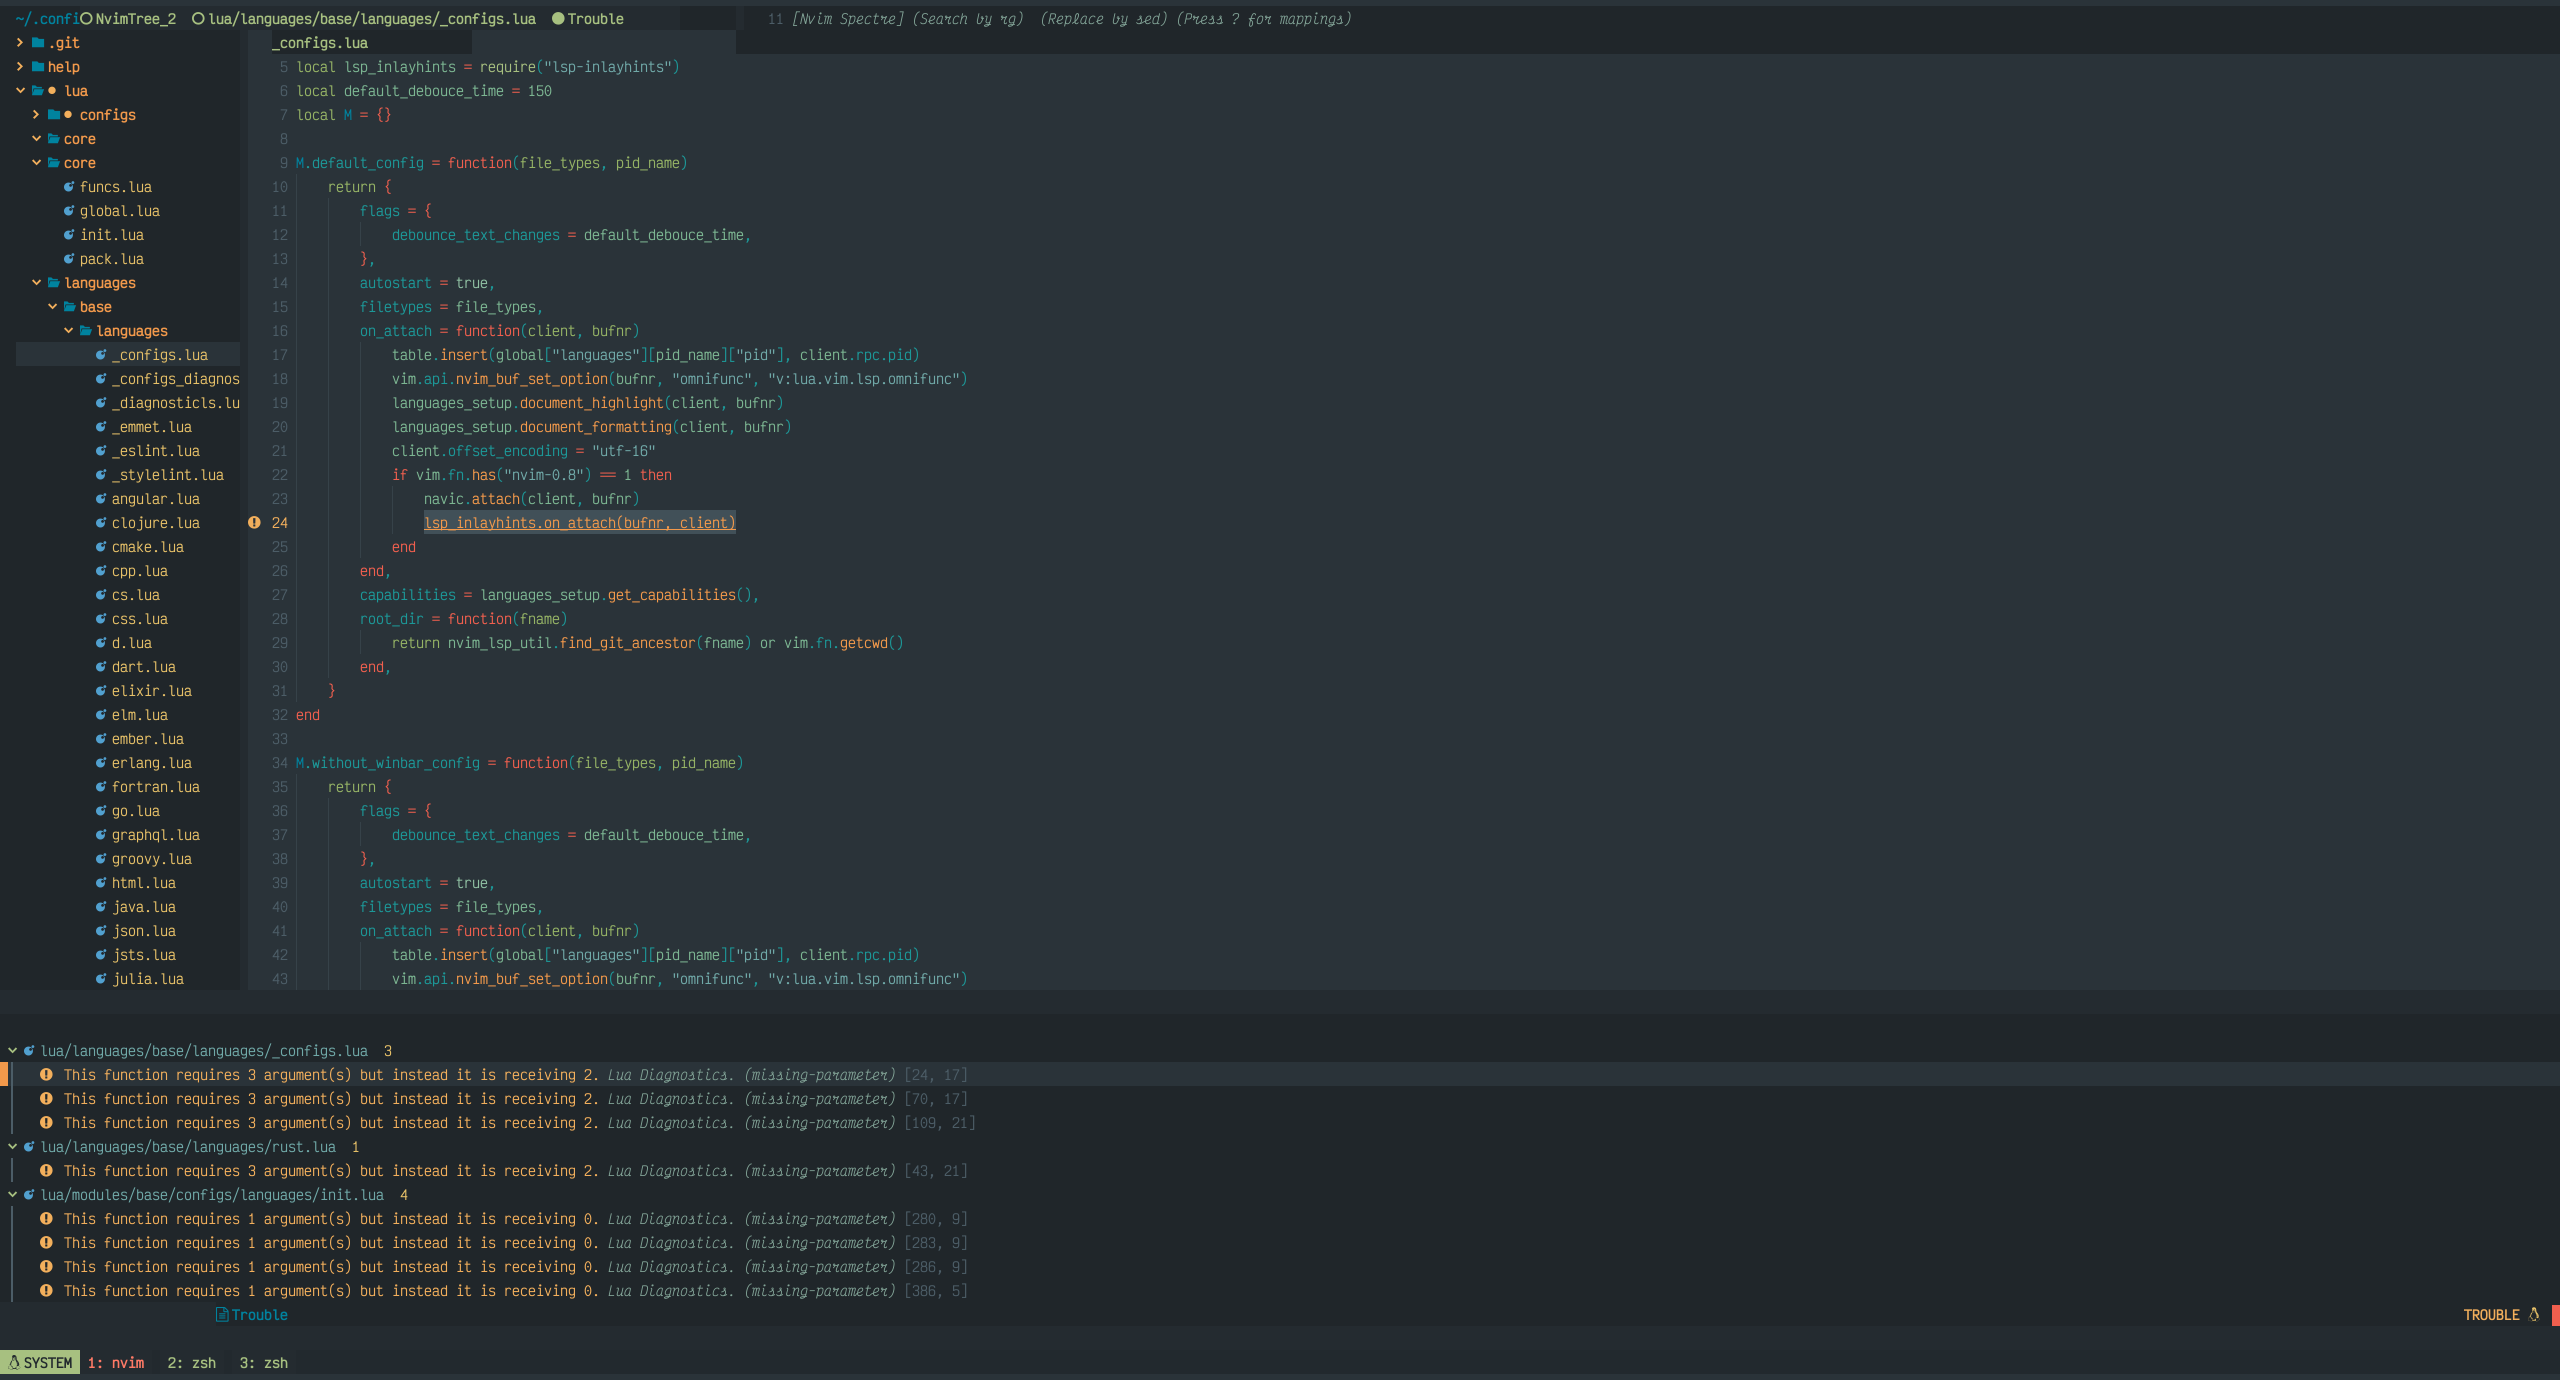 ~/.confi NvimTree_2 lua/languages/base/languages/_configs.lua Trouble
11 [Nvim Spectre] (Search by rg) (Replace by sed) (Press ? for mappings)
.git
help
lua
configs
core
core
funcs.lua
global.lua
init.lua
pack.lua
languages
base
languages
_configs.lua
_configs_diagnos
_diagnosticls.lu
_emmet.lua
_eslint.lua
_stylelint.lua
angular.lua
clojure.lua
cmake.lua
cpp.lua
cs.lua
css.lua
d.lua
dart.lua
elixir.lua
elm.lua
ember.lua
erlang.lua
fortran.lua
go.lua
graphql.lua
groovy.lua
html.lua
java.lua
json.lua
jsts.lua
julia.lua
_configs.lua
5 local lsp_inlayhints = require("lsp-inlayhints")
6 local default_debouce_time = 150
7 local M = {}
8
9 M.default_config = function(file_types, pid_name)
10 return {
11 flags = {
12 debounce_text_changes = default_debouce_time,
13 },
14 autostart = true,
15 filetypes = file_types,
16 on_attach = function(client, bufnr)
17 table.insert(global["languages"][pid_name]["pid"], client.rpc.pid)
18 vim.api.nvim_buf_set_option(bufnr, "omnifunc", "v:lua.vim.lsp.omnifunc")
19 languages_setup.document_highlight(client, bufnr)
20 languages_setup.document_formatting(client, bufnr)
21 client.offset_encoding = "utf-16"
22 if vim.fn.has("nvim-0.8") == 1 then
23 navic.attach(client, bufnr)
24 lsp_inlayhints.on_attach(bufnr, client)
25 end
26 end,
27 capabilities = languages_setup.get_capabilities(),
28 root_dir = function(fname)
29 return nvim_lsp_util.find_git_ancestor(fname) or vim.fn.getcwd()
30 end,
31 }
32 end
33
34 M.without_winbar_config = function(file_types, pid_name)
35 return {
36 flags = {
37 debounce_text_changes = default_debouce_time,
38 },
39 autostart = true,
40 filetypes = file_types,
41 on_attach = function(client, bufnr)
42 table.insert(global["languages"][pid_name]["pid"], client.rpc.pid)
43 vim.api.nvim_buf_set_option(bufnr, "omnifunc", "v:lua.vim.lsp.omnifunc")
lua/languages/base/languages/_configs.lua 3
This function requires 3 argument(s) but instead it is receiving 2. Lua Diagnostics. (missing-parameter) [24, 17]
This function requires 3 argument(s) but instead it is receiving 2. Lua Diagnostics. (missing-parameter) [70, 17]
This function requires 3 argument(s) but instead it is receiving 2. Lua Diagnostics. (missing-parameter) [109, 21]
lua/languages/base/languages/rust.lua 1
This function requires 3 argument(s) but instead it is receiving 2. Lua Diagnostics. (missing-parameter) [43, 21]
lua/modules/base/configs/languages/init.lua 4
This function requires 1 argument(s) but instead it is receiving 0. Lua Diagnostics. (missing-parameter) [280, 9]
This function requires 1 argument(s) but instead it is receiving 0. Lua Diagnostics. (missing-parameter) [283, 9]
This function requires 1 argument(s) but instead it is receiving 0. Lua Diagnostics. (missing-parameter) [286, 9]
This function requires 1 argument(s) but instead it is receiving 0. Lua Diagnostics. (missing-parameter) [386, 5]
Trouble TROUBLE
SYSTEM 1: nvim 2: zsh 3: zsh